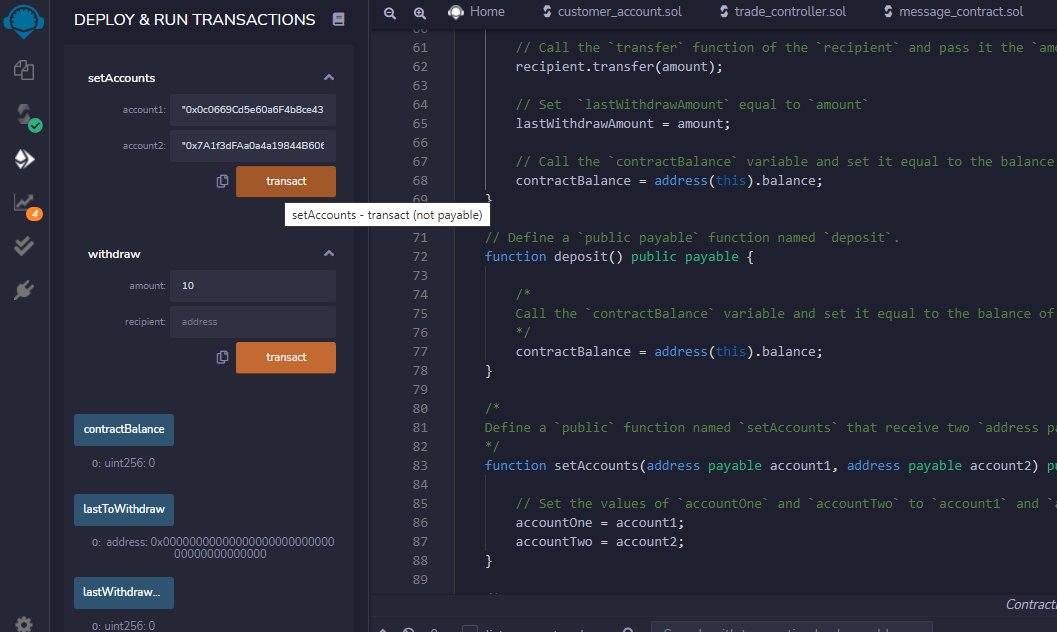 DEPLOY & RUN TRANSACTIONS
setAccounts
account1: "0x0c0669Cd5e60a6F4b8ce43
account2: "0x7A1f3dFAa0a4a19844B606
transact
setAccounts - transact (not payable)
withdraw
amount: 10
recipient: address
transact
contractBalance
0: uint256: 0
lastToWithdraw
0: address: 0x00000000000000000000000000
00000000000000
lastWithdraw...
0: uint256: 0
4
Home
customer_account.sol
trade_controller.sol
message_contract.sol
61 // Call the `transfer` function of the `recipient` and pass it the `amo
62 recipient.transfer(amount);
63
64 // Set  `lastWithdrawAmount` equal to `amount`
65 lastWithdrawAmount = amount;
66
67 // Call the `contractBalance` variable and set it equal to the balance
68 contractBalance = address(this).balance;
69 }
71 // Define a `public payable` function named `deposit`.
72 function deposit() public payable {
73
74 /*
75 Call the `contractBalance` variable and set it equal to the balance of
76 */
77 contractBalance = address(this).balance;
78 }
79
80 /*
81 Define a `public` function named `setAccounts` that receive two `address pa
82 */
83 function setAccounts(address payable account1, address payable account2) pu
84
85 // Set the values of `accountOne` and `accountTwo` to `account1` and `a
86 accountOne = account1;
87 accountTwo = account2;
88 }
89
Contract